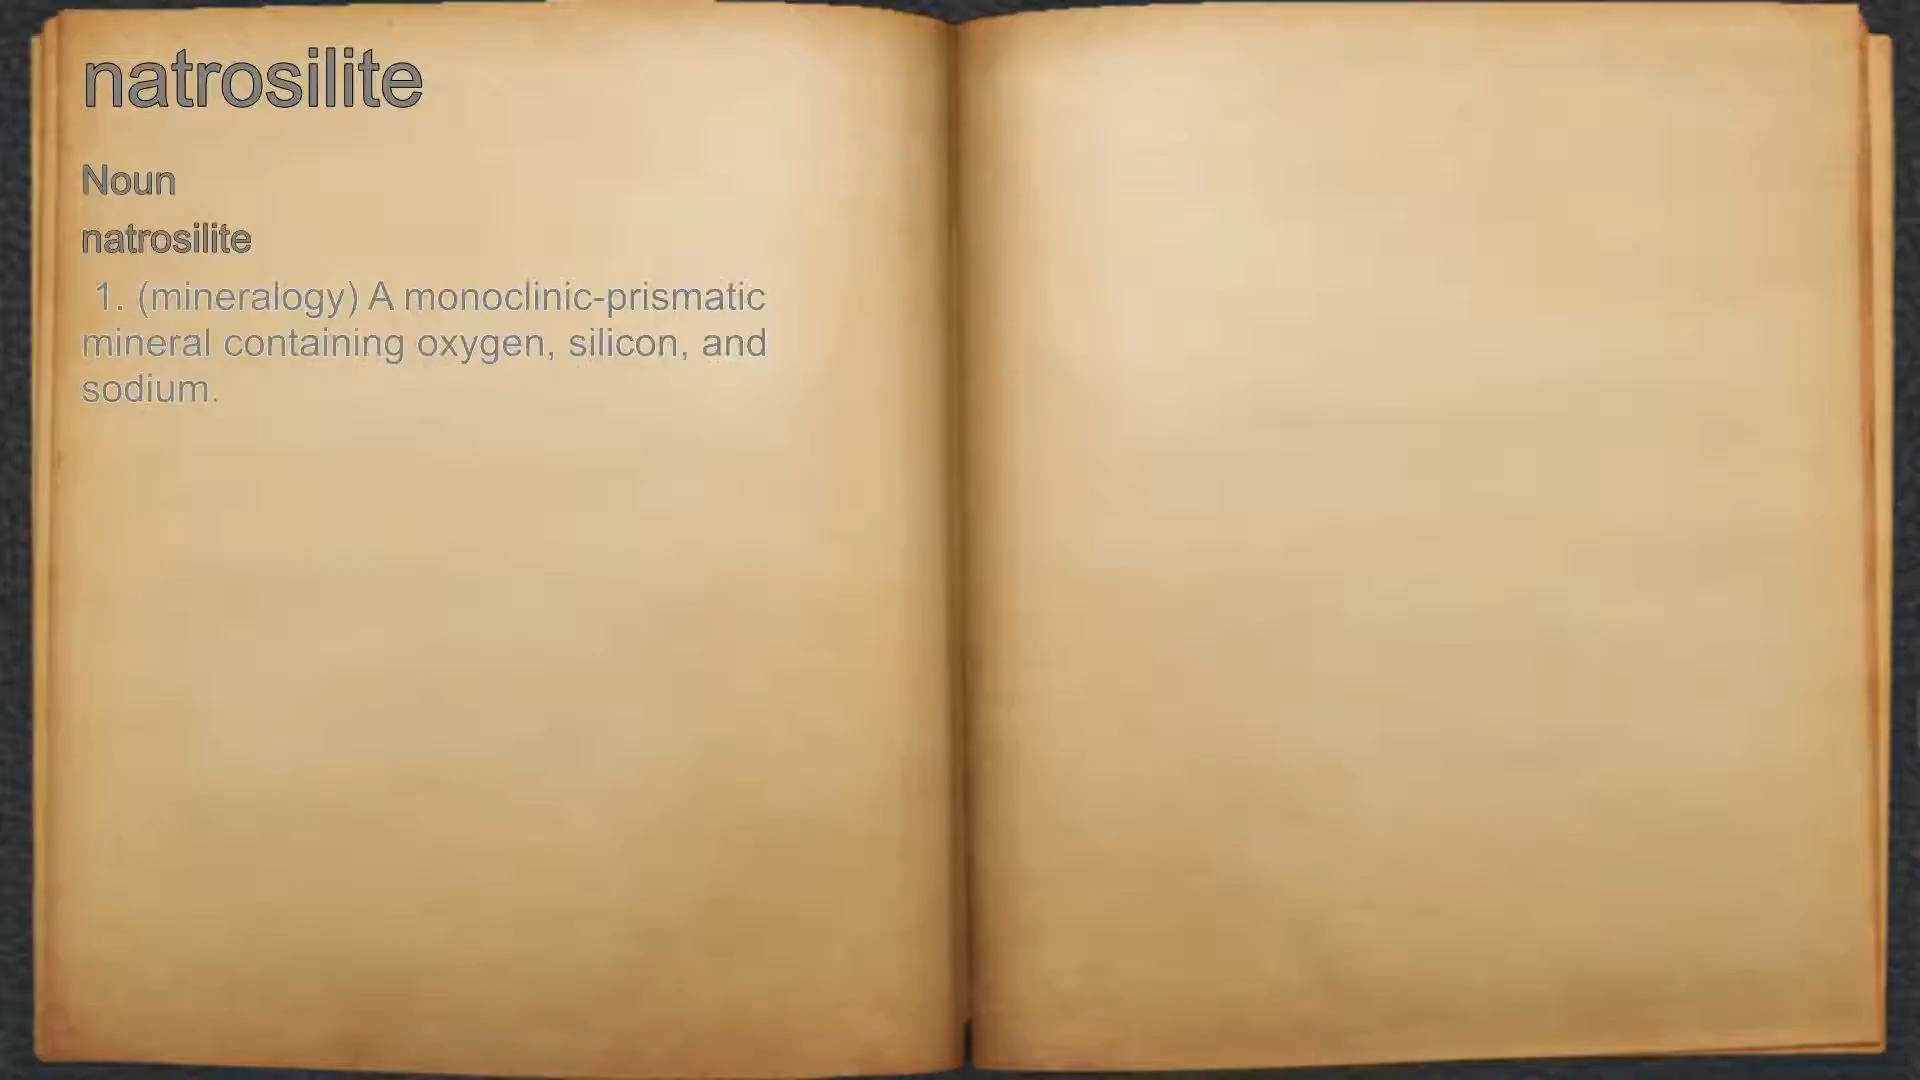 natrosilite
Noun
natrosilite
1. (mineralogy) A monoclinic-prismatic
mineral containing oxygen, silicon, and
sodium.